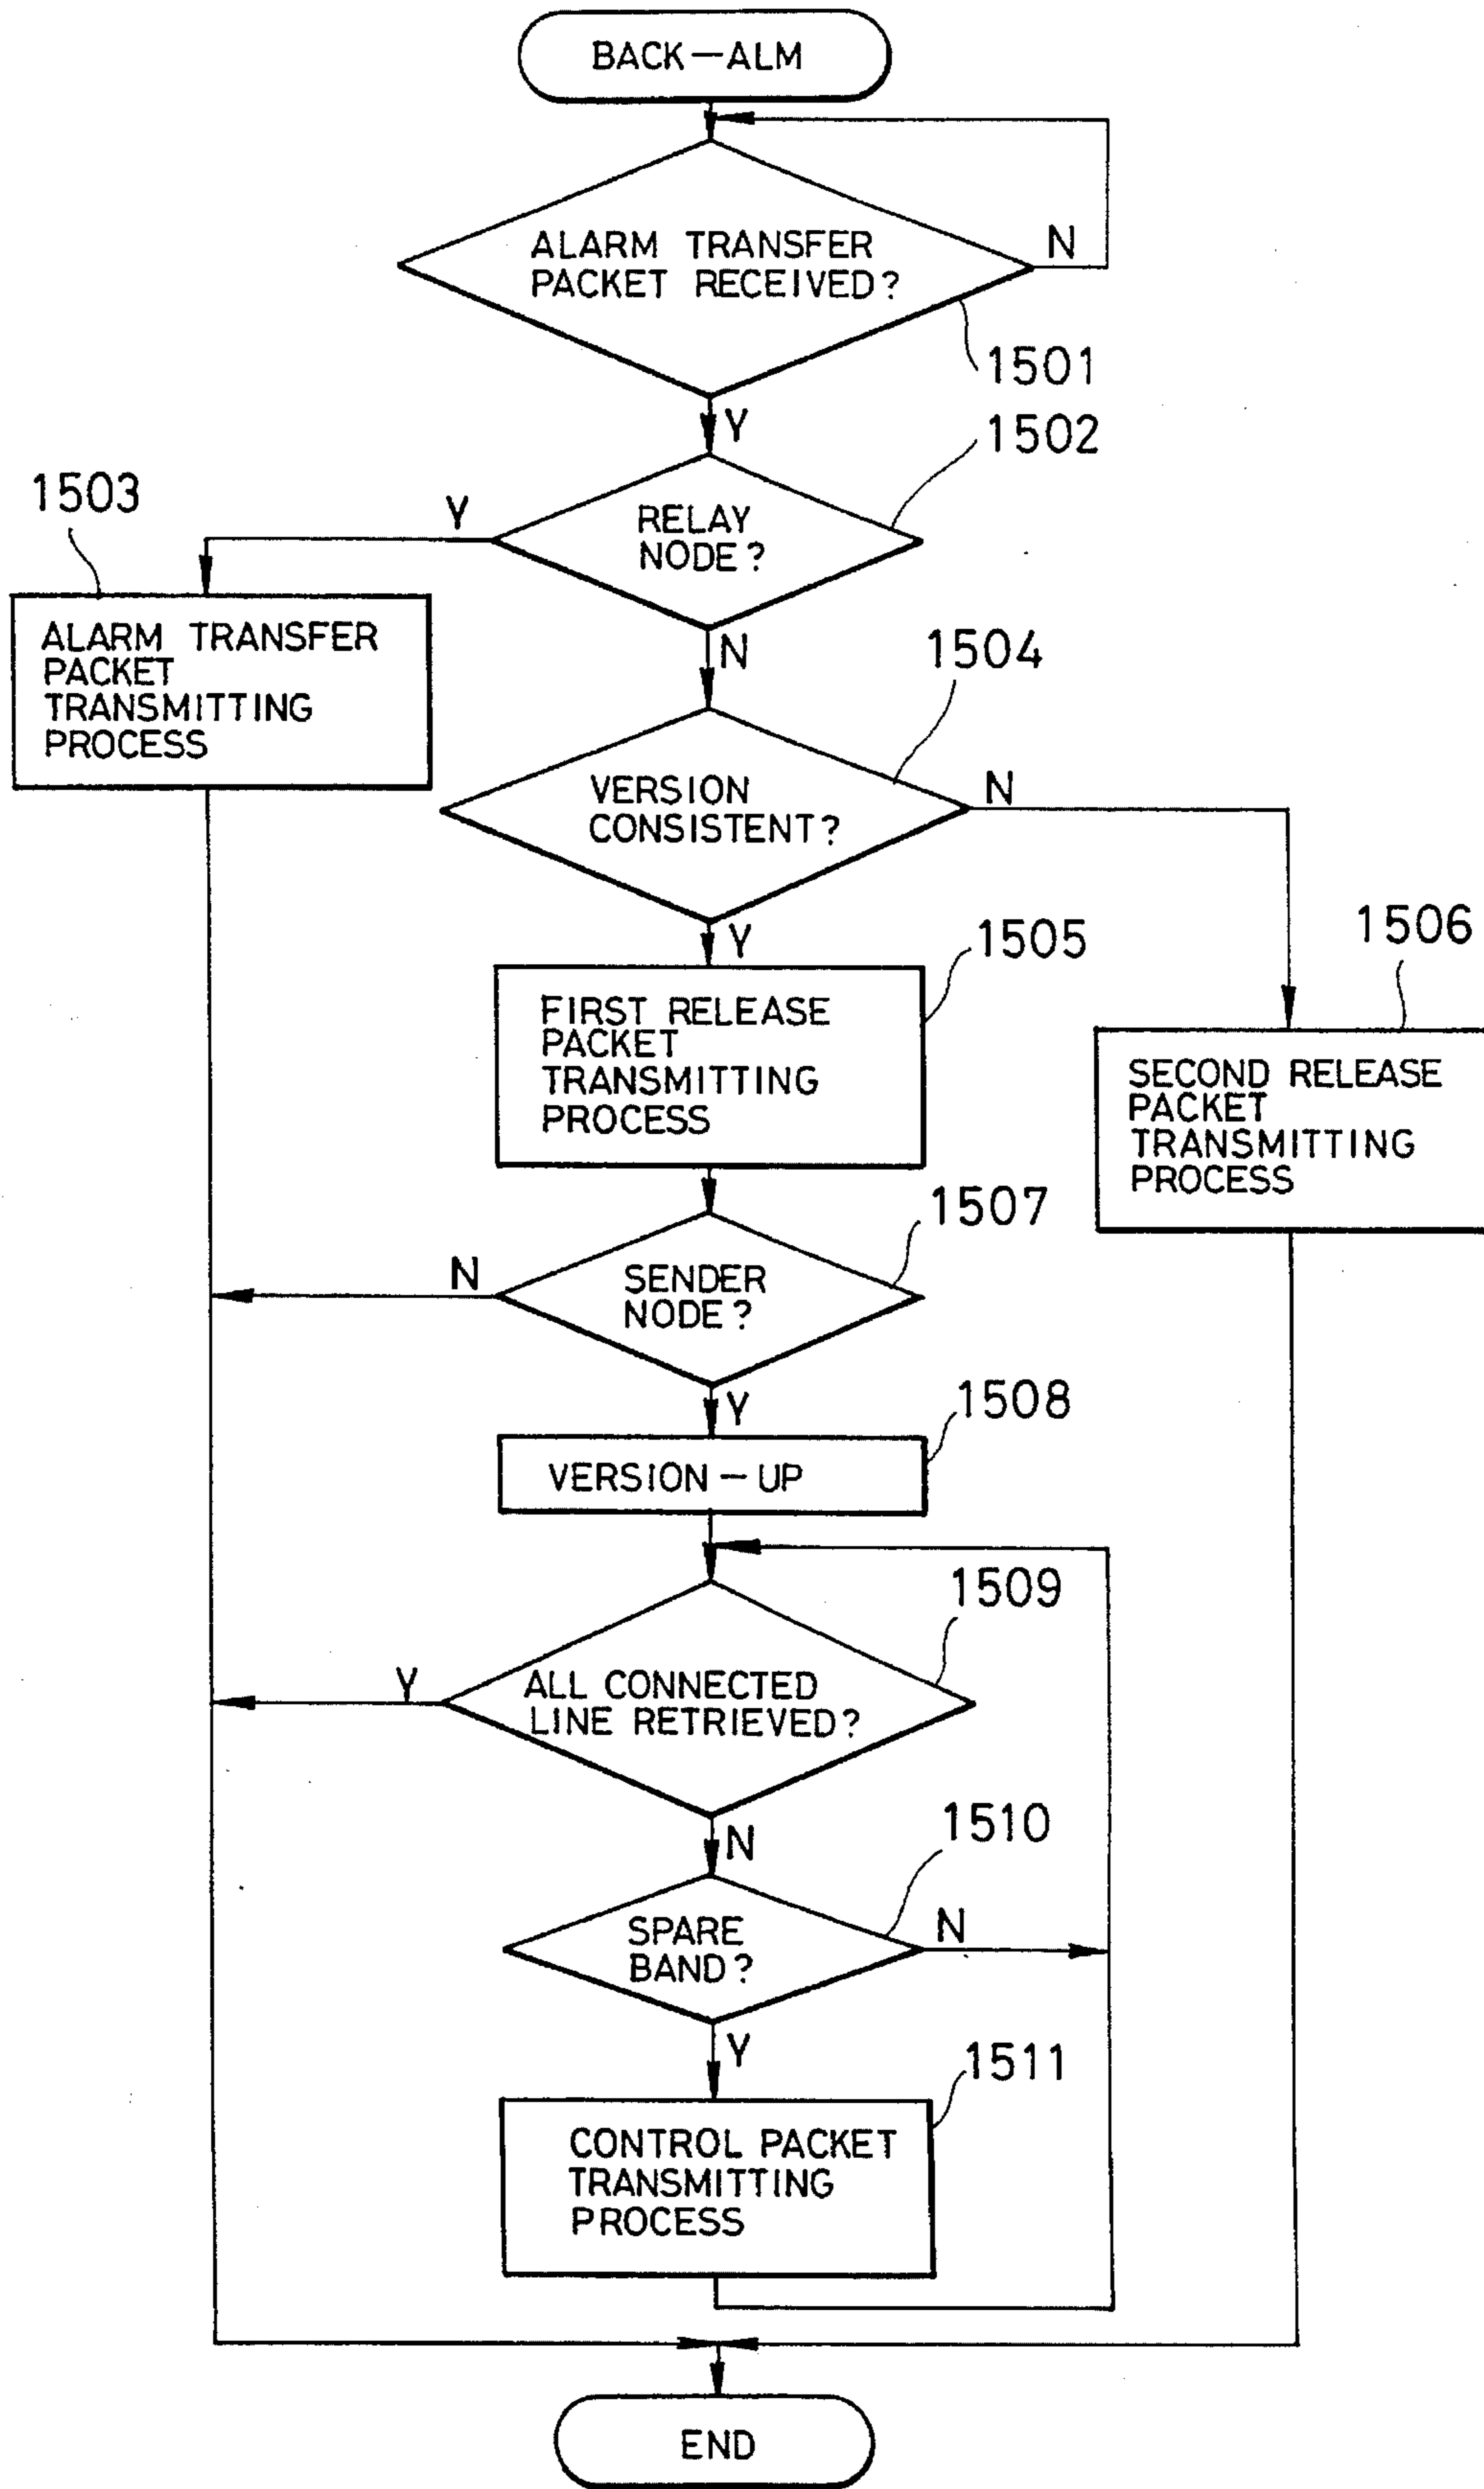 BACK—ALM
ALARM TRANSFER
PACKET RECEIVED?
N
1501
Y
1502
1503
Y
RELAY
NODE?
ALARM TRANSFER
PACKET
TRANSMITTING
PROCESS
N
1504
VERSION
CONSISTENT?
N
Y
1505
1506
FIRST RELEASE
PACKET
TRANSMITTING
PROCESS
SECOND RELEASE
PACKET
TRANSMITTING
PROCESS
1507
N
SENDER
NODE?
Y
1508
VERSION—UP
1509
Y
ALL CONNECTED
LINE RETRIEVED?
N
1510
SPARE
BAND?
N
Y
1511
CONTROL PACKET
TRANSMITTING
PROCESS
END